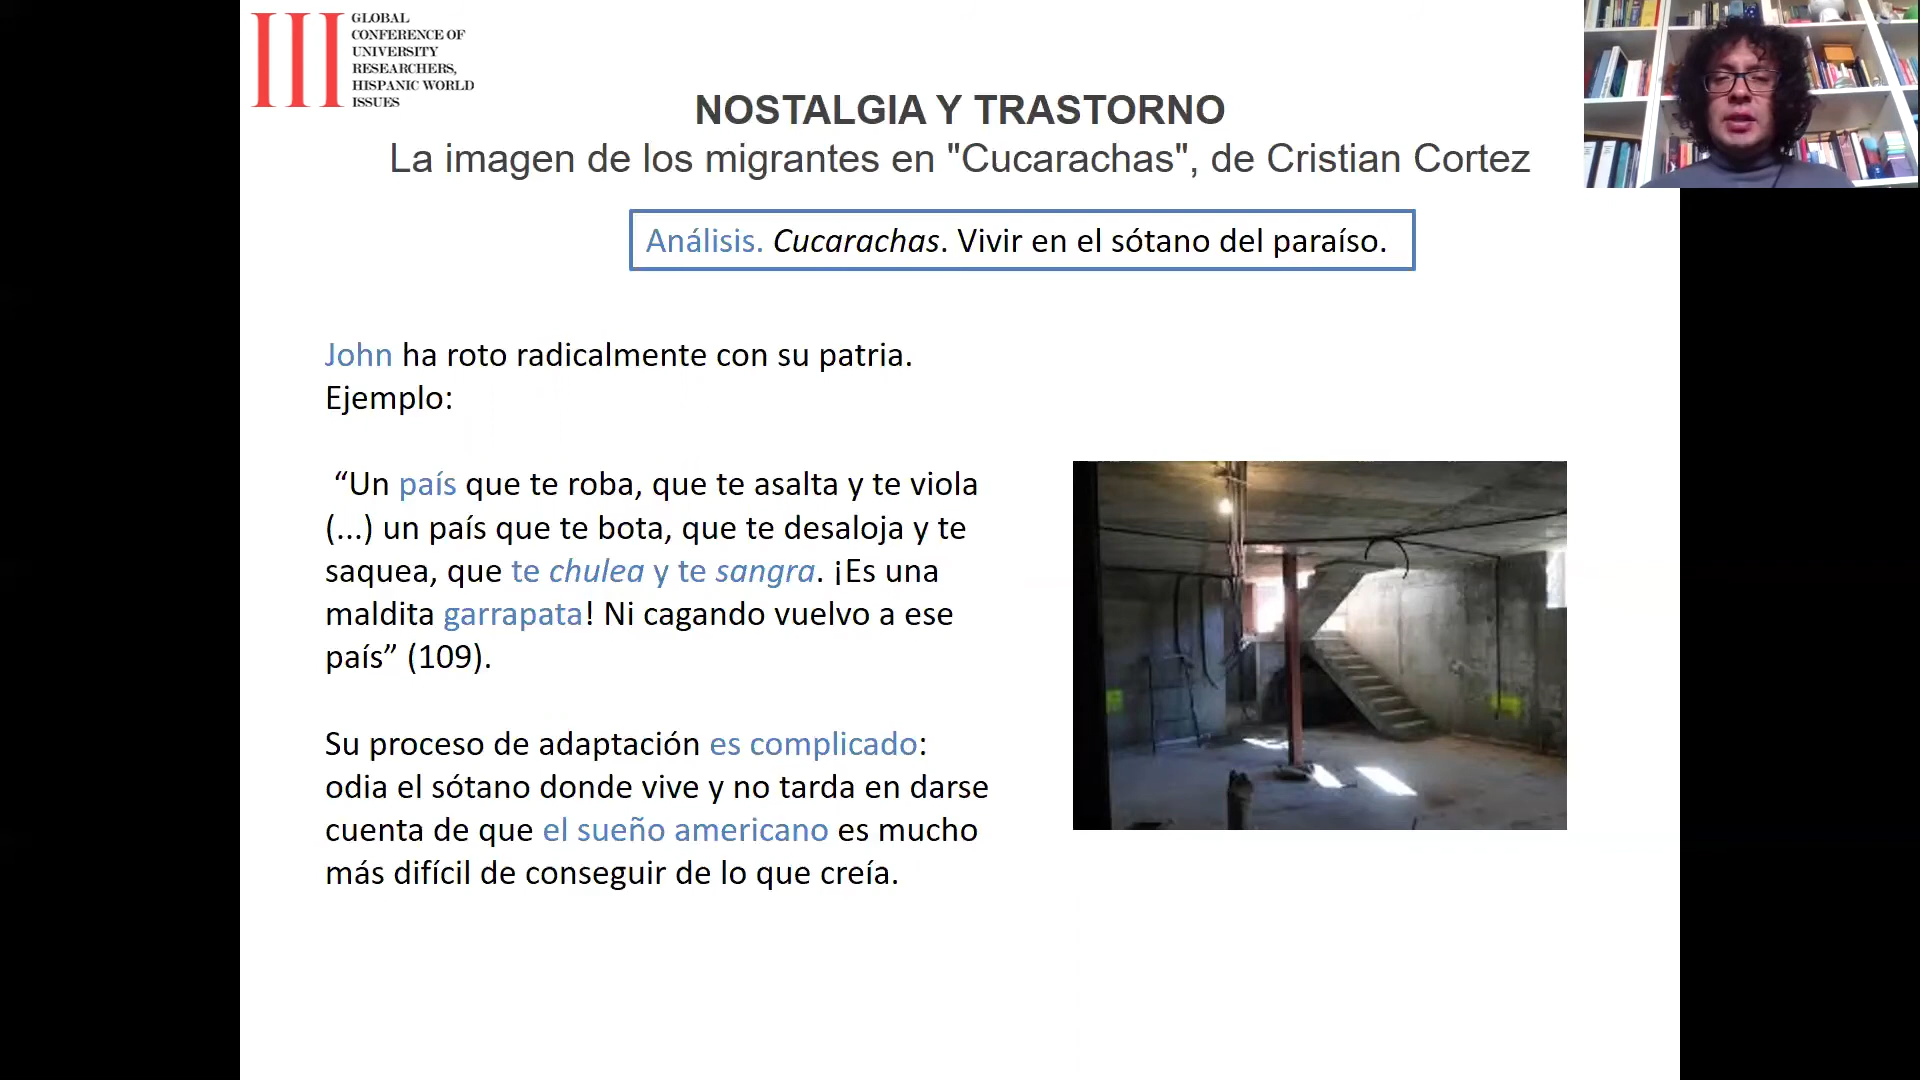 GLOBAL
CONFERENCE OF
UNIVERSITY
RESEARCHERS,
HISPANIC WORLD
ISSUES
NOSTALGIA Y TRASTORNO
La imagen de los migrantes en "Cucarachas", de Cristian Cortez
Análisis. Cucarachas. Vivir en el sótano del paraíso.
John ha roto radicalmente con su patria.
Ejemplo:
“Un país que te roba, que te asalta y te viola
(...) un país que te bota, que te desaloja y te
saquea, que te chulea y te sangra. ¡Es una
maldita garrapata! Ni cagando vuelvo a ese
país” (109).
Su proceso de adaptación es complicado:
odia el sótano donde vive y no tarda en darse
cuenta de que el sueño americano es mucho
más difícil de conseguir de lo que creía.